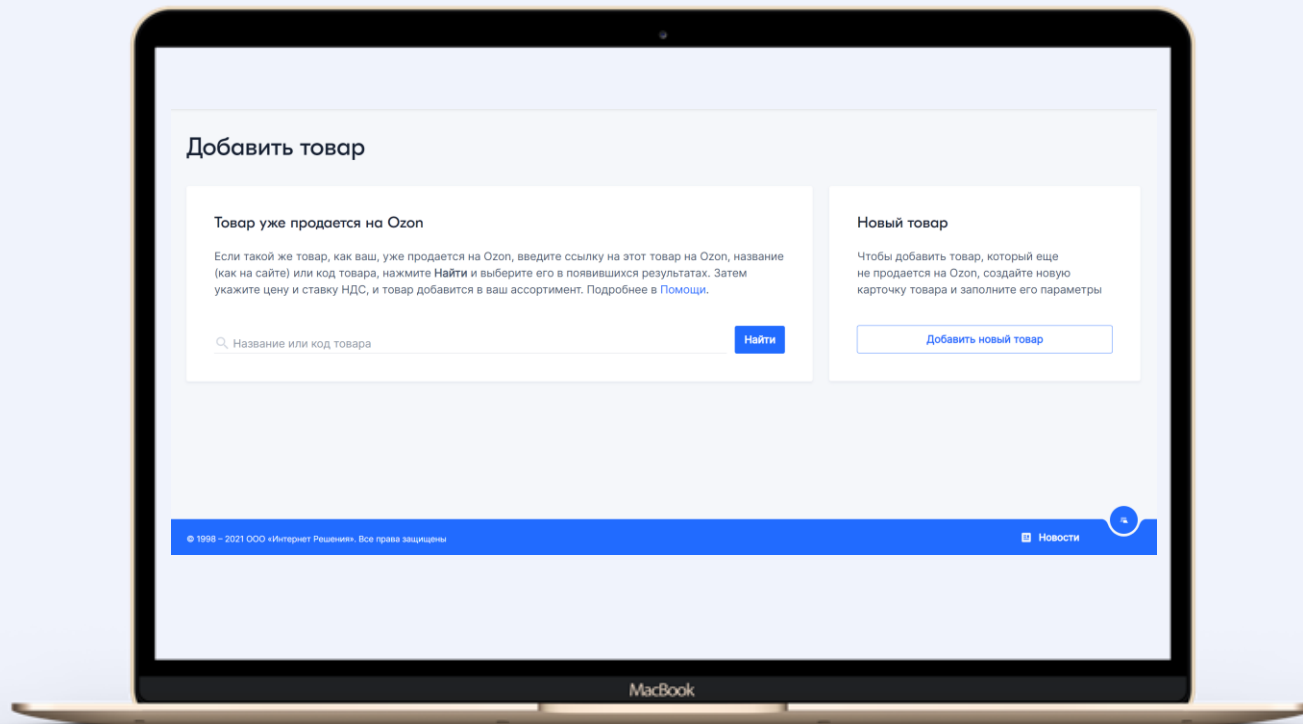 Добавить товар
Товар уже продается на Ozon
Если такой же товар, как ваш, уже продается на Ozon, введите ссылку на этот товар на Ozon, название
(как на сайте) или код товара, нажмите Найти и выберите его в появившихся результатах. Затем
укажите цену и ставку НДС, и товар добавится в ваш ассортимент. Подробнее в Помощи.
Название или код товара
Найти
Новый товар
Чтобы добавить товар, который еще
не продается на Ozon, создайте новую
карточку товара и заполните его параметры
Добавить новый товар
© 1998 – 2021 ООО «Интернет Решения». Все права защищены
Новости
MacBook